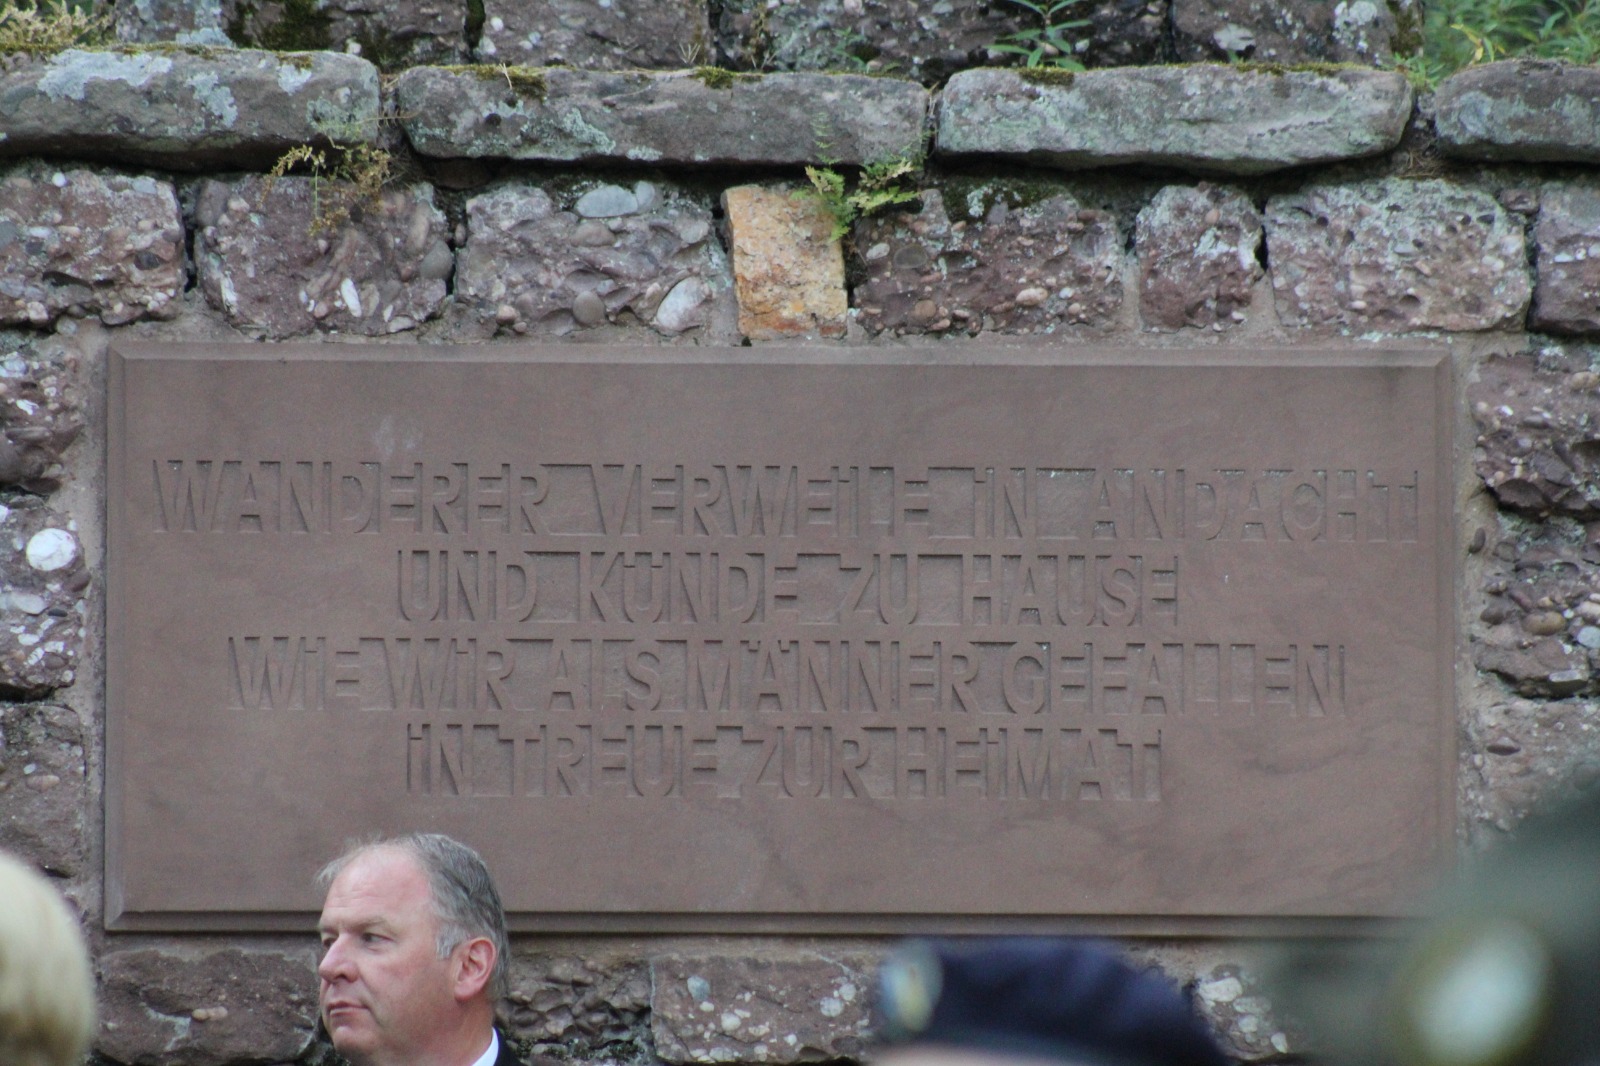 WANDERER VERWEiLE iN ANDACHT
UND KÜNDE ZU HAUSE
WiE WiR ALS MÄNNER GEFALLEN
iN TREUE ZUR HEiMAT